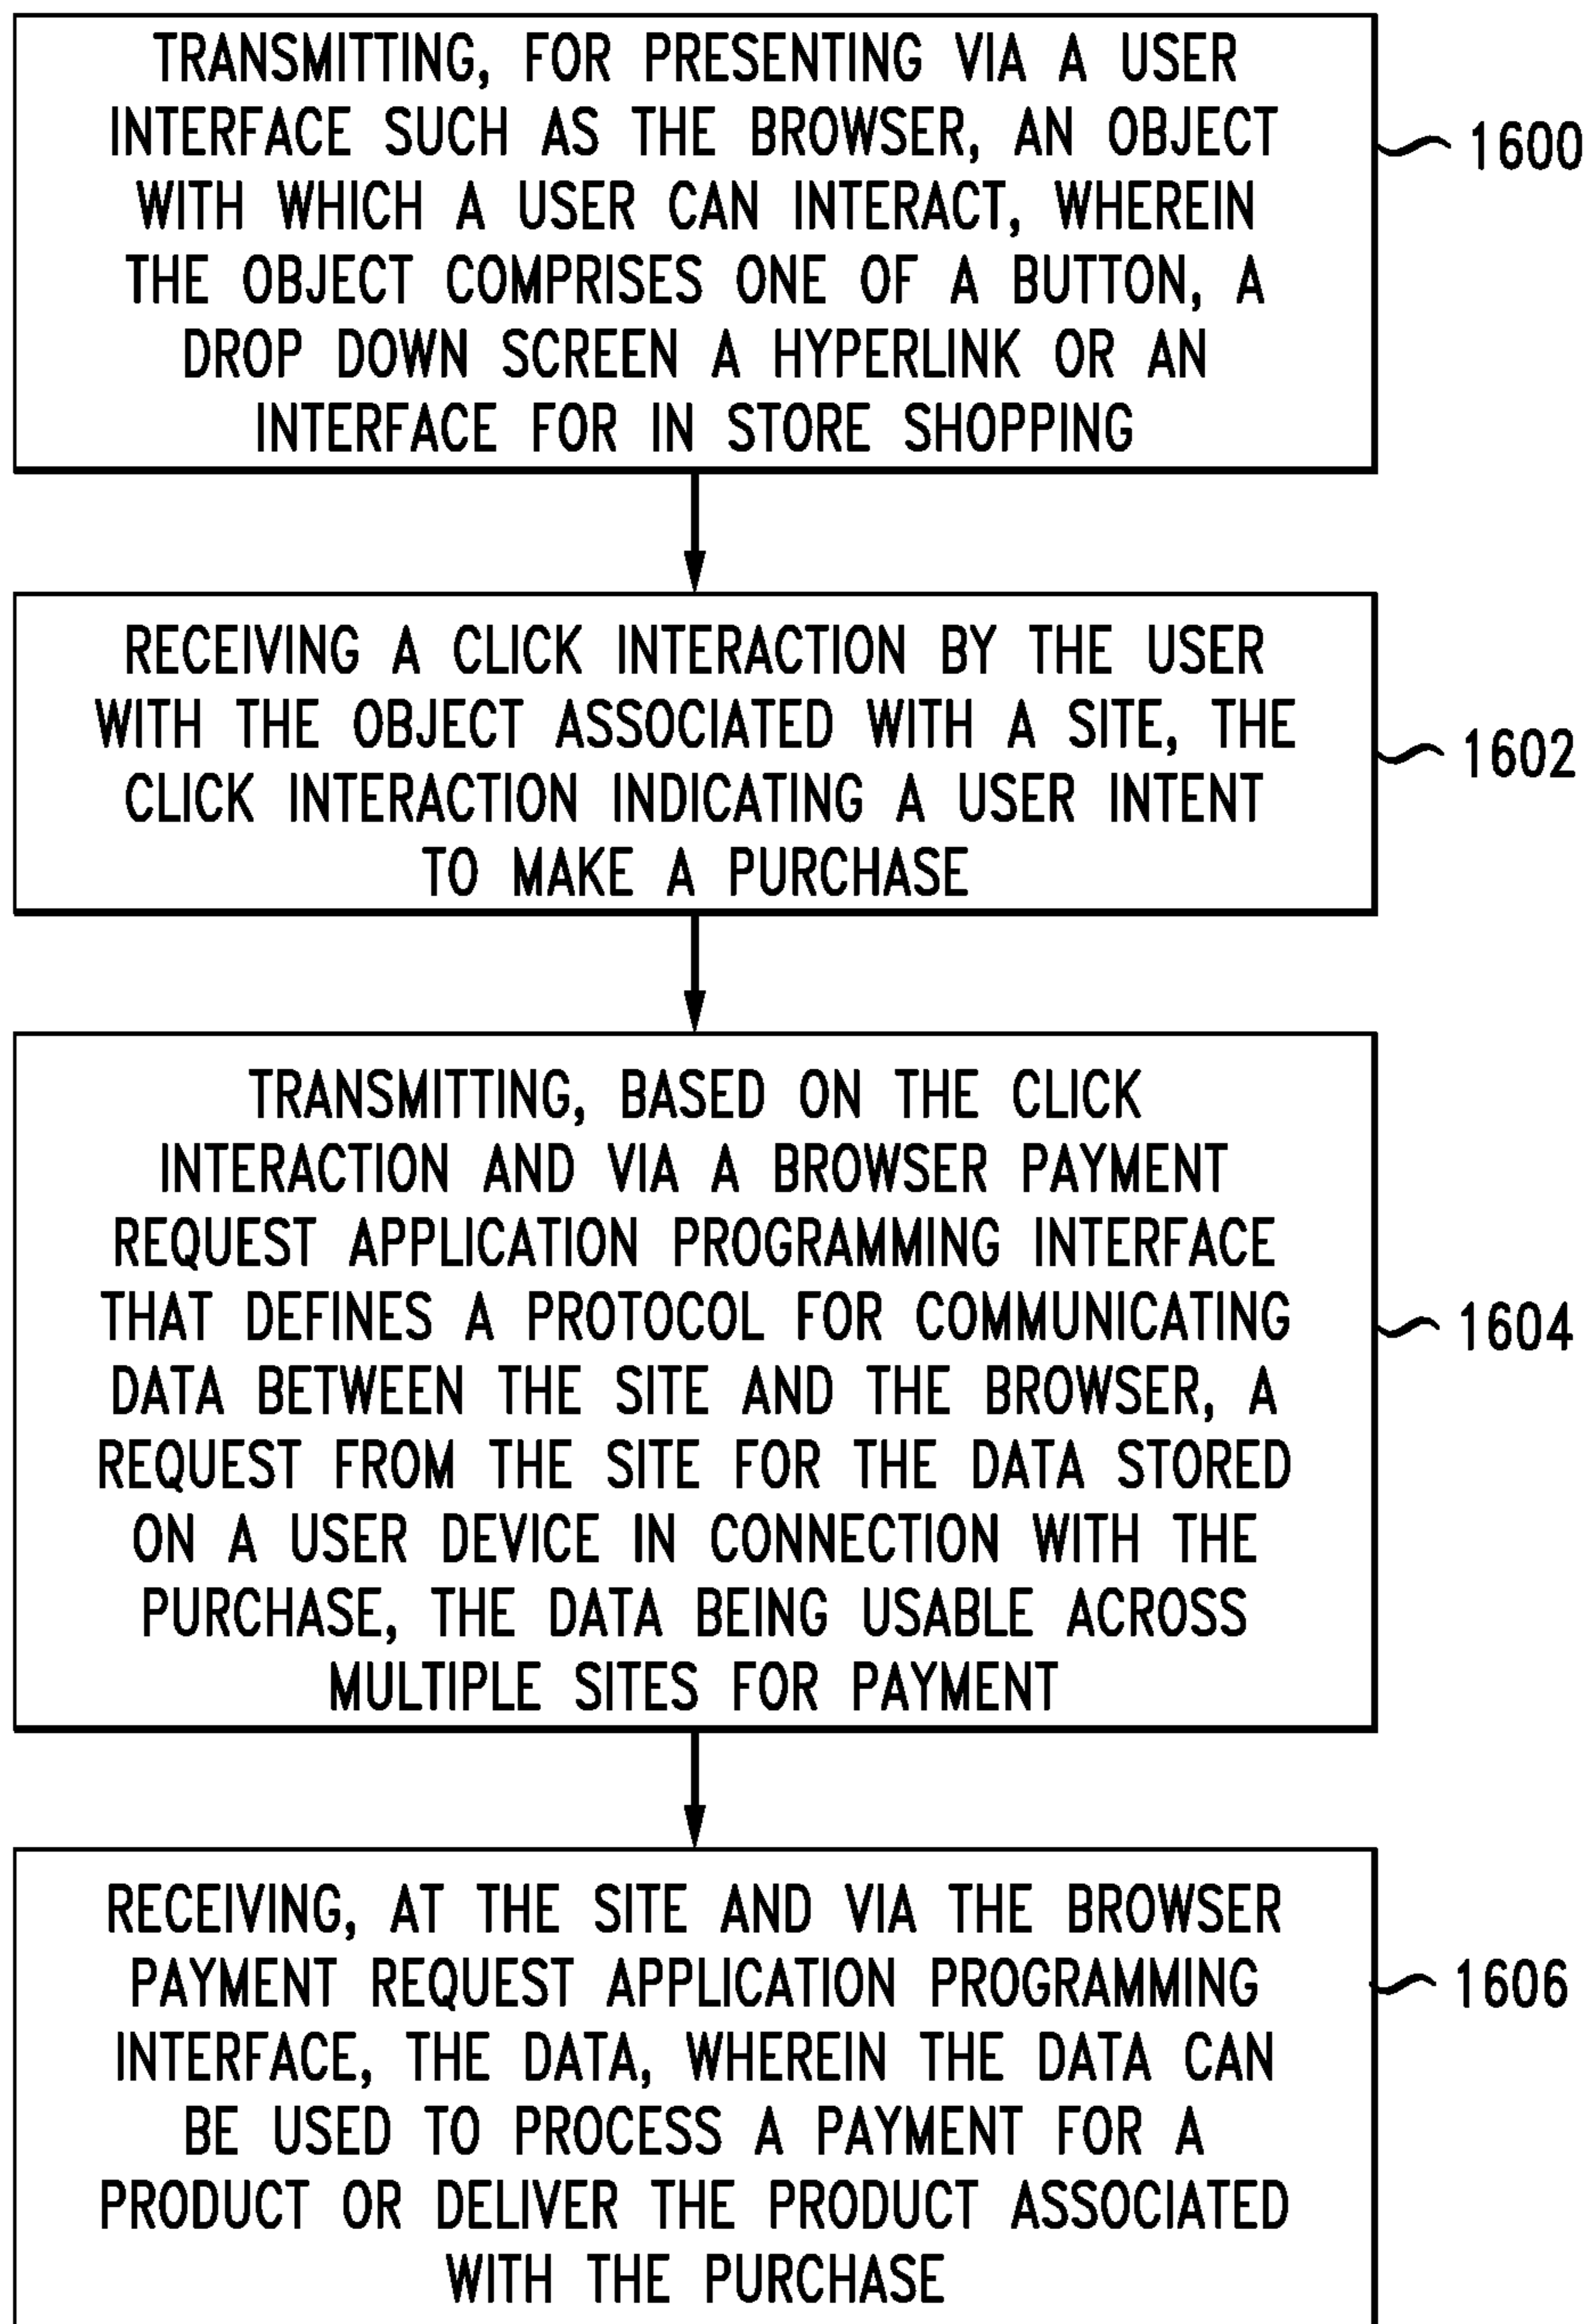 TRANSMITTING, FOR PRESENTING VIA A USER
INTERFACE SUCH AS THE BROWSER, AN OBJECT
WITH WHICH A USER CAN INTERACT, WHEREIN
THE OBJECT COMPRISES ONE OF A BUTTON, A
DROP DOWN SCREEN A HYPERLINK OR AN
INTERFACE FOR IN STORE SHOPPING
1600
RECEIVING A CLICK INTERACTION BY THE USER
WITH THE OBJECT ASSOCIATED WITH A SITE, THE
CLICK INTERACTION INDICATING A USER INTENT
TO MAKE A PURCHASE
1602
TRANSMITTING, BASED ON THE CLICK
INTERACTION AND VIA A BROWSER PAYMENT
REQUEST APPLICATION PROGRAMMING INTERFACE
THAT DEFINES A PROTOCOL FOR COMMUNICATING
DATA BETWEEN THE SITE AND THE BROWSER, A
REQUEST FROM THE SITE FOR THE DATA STORED
ON A USER DEVICE IN CONNECTION WITH THE
PURCHASE, THE DATA BEING USABLE ACROSS
MULTIPLE SITES FOR PAYMENT
1604
RECEIVING, AT THE SITE AND VIA THE BROWSER
PAYMENT REQUEST APPLICATION PROGRAMMING
INTERFACE, THE DATA, WHEREIN THE DATA CAN
BE USED TO PROCESS A PAYMENT FOR A
PRODUCT OR DELIVER THE PRODUCT ASSOCIATED
WITH THE PURCHASE
1606